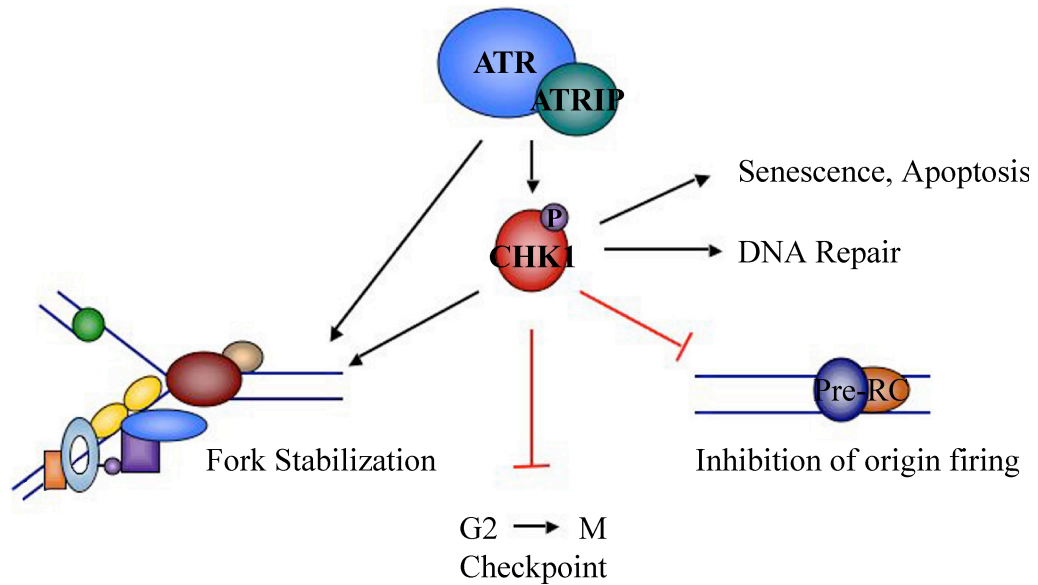 ATR
ATRIP
Senescence, Apoptosis
P
CHK1
DNA Repair
Pre-RC
Fork Stabilization
Inhibition of origin firing
G2 → M
Checkpoint